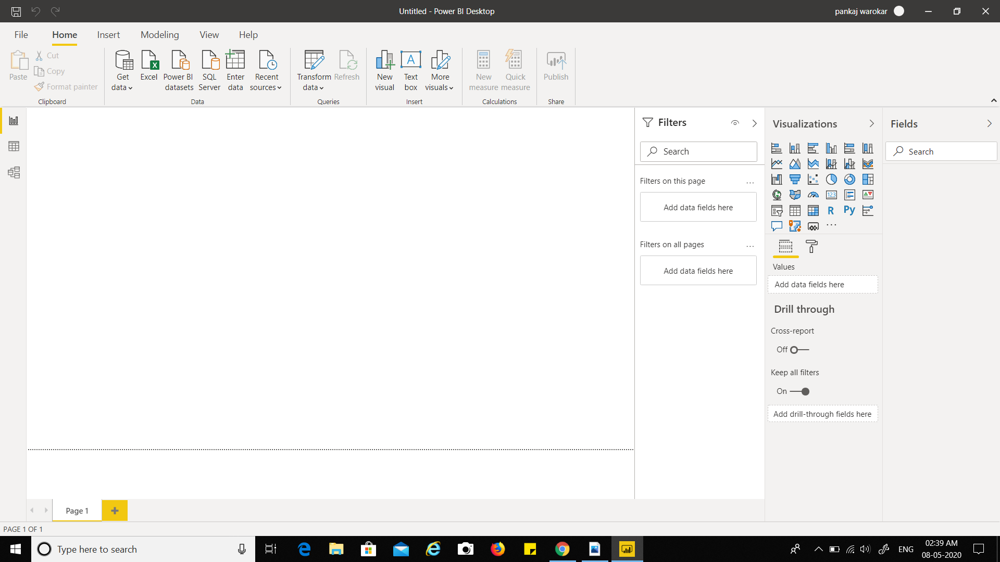 Untitled - Power BI Desktop
pankaj warokar
File Home Insert Modeling View Help
Paste
Cut
Copy
Format painter
Clipboard
Get data
Excel
Power BI datasets
SQL Server
Enter data
Recent sources
Data
Transform data
Refresh
Queries
New visual
Text box
More visuals
Insert
New measure
Quick measure
Calculations
Publish
Share
Filters
Search
Filters on this page
...
Add data fields here
Filters on all pages
...
Add data fields here
Visualizations
123
R
Py
...
Values
Add data fields here
Drill through
Cross-report
Off
Keep all filters
On
Add drill-through fields here
Fields
Search
Page 1
PAGE 1 OF 1
Type here to search
ENG
02:39 AM
08-05-2020